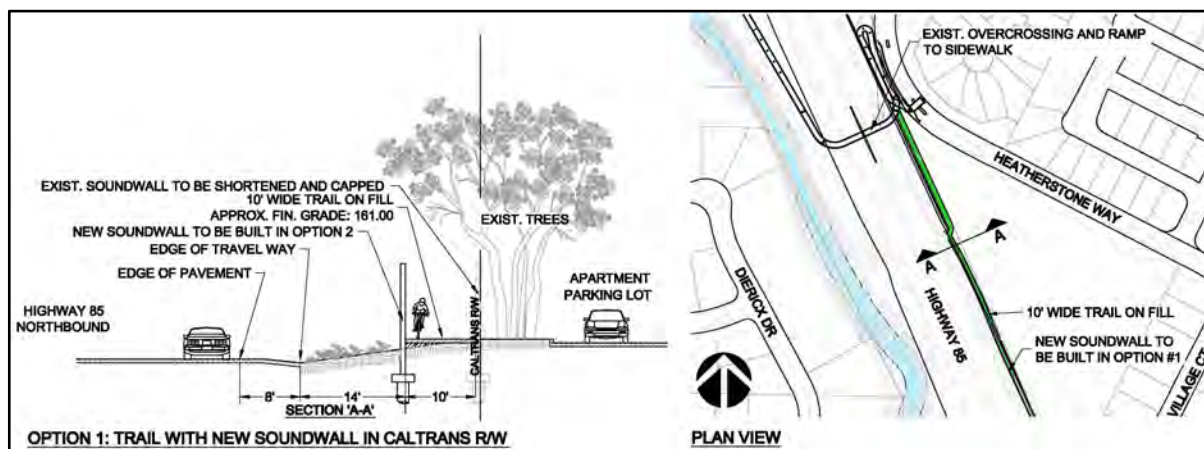 EXIST. SOUNDWALL TO BE SHORTENED AND CAPPED
10' WIDE TRAIL ON FILL
APPROX. FIN. GRADE: 161.00
NEW SOUNDWALL TO BE BUILT IN OPTION 2
EDGE OF TRAVEL WAY
EDGE OF PAVEMENT
HIGHWAY 85
NORTHBOUND
EXIST. TREES
CALTRANS R/W
APARTMENT
PARKING LOT
8'
14'
10'
SECTION 'A-A'
OPTION 1: TRAIL WITH NEW SOUNDWALL IN CALTRANS R/W
EXIST. OVERCROSSING AND RAMP
TO SIDEWALK
HEATHERSTONE WAY
A
A
DIERICX DR
HIGHWAY 85
10' WIDE TRAIL ON FILL
NEW SOUNDWALL TO
BE BUILT IN OPTION #1
VILLAGE CT
PLAN VIEW